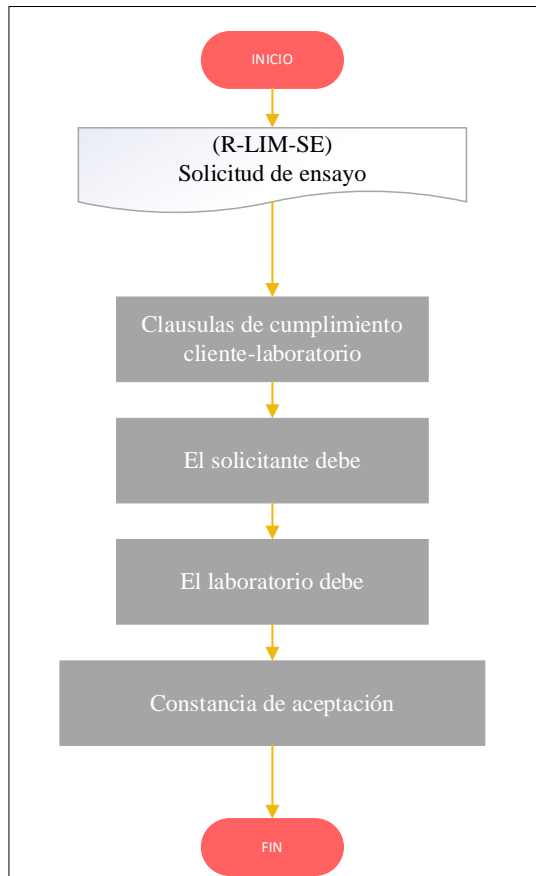 INICIO
(R-LIM-SE)
Solicitud de ensayo
Clausulas de cumplimiento
cliente-laboratorio
El solicitante debe
El laboratorio debe
Constancia de aceptación
FIN